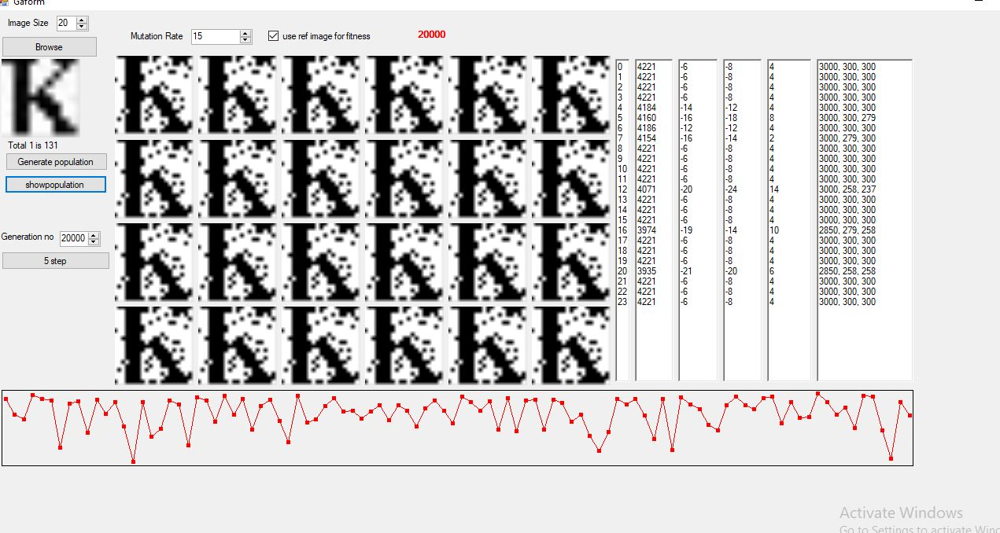 Gaform
Image Size 20
Browse
Mutation Rate 15 use ref image for fitness 20000
K
Total 1 is 131
Generate population
showpopulation
Generation no 20000
5 step
0 4221 -6 -8 4 3000, 300, 300
1 4221 -6 -8 4 3000, 300, 300
2 4221 -6 -8 4 3000, 300, 300
3 4221 -6 -8 4 3000, 300, 300
4 4184 -14 -12 4 3000, 300, 300
5 4160 -16 -18 8 3000, 300, 279
6 4186 -12 -12 4 3000, 300, 300
7 4154 -16 -14 2 3000, 279, 300
8 4221 -6 -8 4 3000, 300, 300
9 4221 -6 -8 4 3000, 300, 300
10 4221 -6 -8 4 3000, 300, 300
11 4221 -6 -8 4 3000, 300, 300
12 4071 -20 -24 14 3000, 258, 237
13 4221 -6 -8 4 3000, 300, 300
14 4221 -6 -8 4 3000, 300, 300
15 4221 -6 -8 4 3000, 300, 300
16 3974 -19 -14 10 2850, 279, 258
17 4221 -6 -8 4 3000, 300, 300
18 4221 -6 -8 4 3000, 300, 300
19 4221 -6 -8 4 3000, 300, 300
20 3935 -21 -20 6 2850, 258, 258
21 4221 -6 -8 4 3000, 300, 300
22 4221 -6 -8 4 3000, 300, 300
23 4221 -6 -8 4 3000, 300, 300
K K K K K K
K K K K K K
K K K K K K
K K K K K K
Activate Windows
Go to Settings to activate Wind